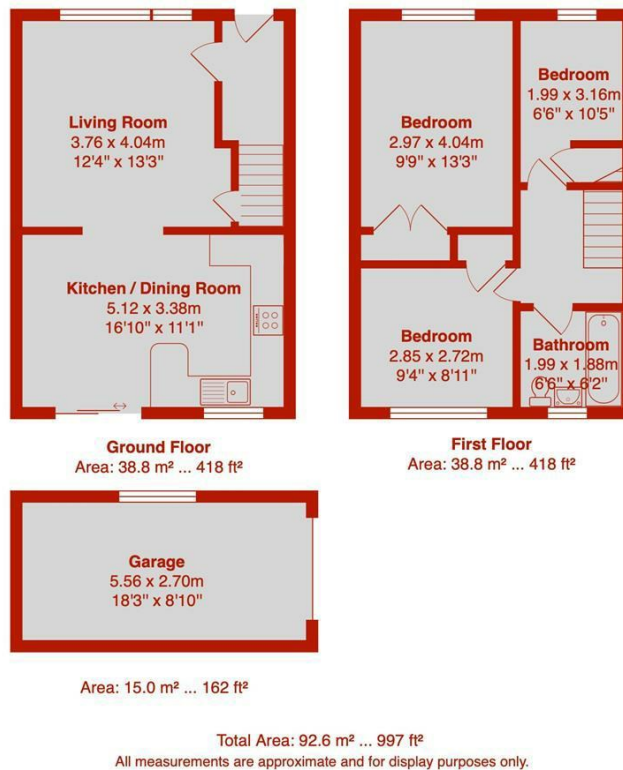 Living Room
3.76 x 4.04m
12'4" x 13'3"
Kitchen / Dining Room
5.12 x 3.38m
16'10" x 11'1"
Ground Floor
Area: 38.8 m² ... 418 ft²
Bedroom
2.97 x 4.04m
9'9" x 13'3"
Bedroom
1.99 x 3.16m
6'6" x 10'5"
Bedroom
2.85 x 2.72m
9'4" x 8'11"
Bathroom
1.99 x 1.88m
6'6" x 6'2"
First Floor
Area: 38.8 m² ... 418 ft²
Garage
5.56 x 2.70m
18'3" x 8'10"
Area: 15.0 m² ... 162 ft²
Total Area: 92.6 m² ... 997 ft²
All measurements are approximate and for display purposes only.